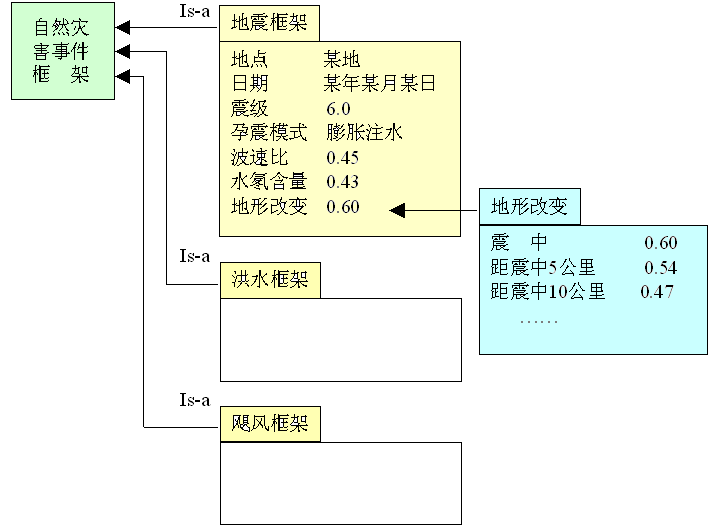 自然灾
害事件
框 架
Is-a
地震框架
地点 某地
日期 某年某月某日
震级 6.0
孕震模式 膨胀注水
波速比 0.45
水氡含量 0.43
地形改变 0.60
地形改变
震 中 0.60
距震中5公里 0.54
距震中10公里 0.47
……
Is-a
洪水框架
Is-a
飓风框架